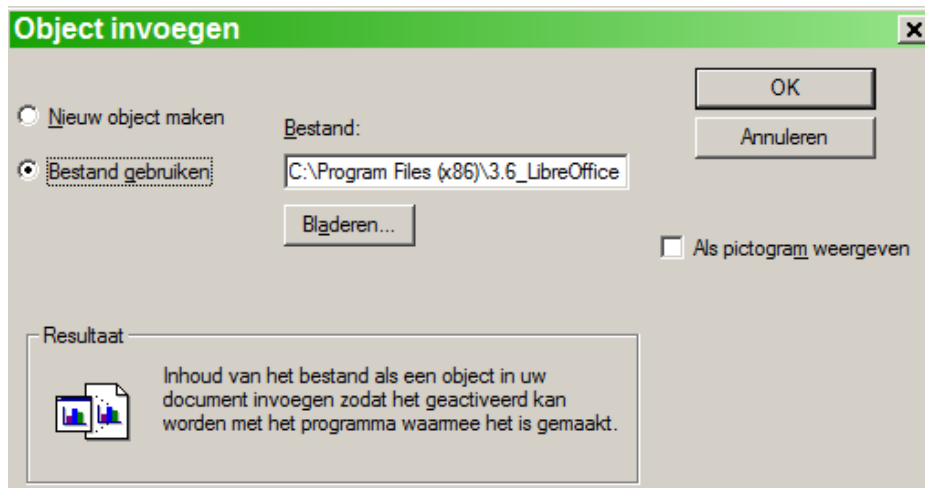 Object invoegen
OK
Nieuw object maken
Bestand:
Annuleren
Bestand gebruiken
C:\Program Files (x86)\3.6_LibreOffice
Bladeren...
Als pictogram weergeven
Resultaat
Inhoud van het bestand als een object in uw
document invoegen zodat het geactiveerd kan
worden met het programma waarmee het is gemaakt.